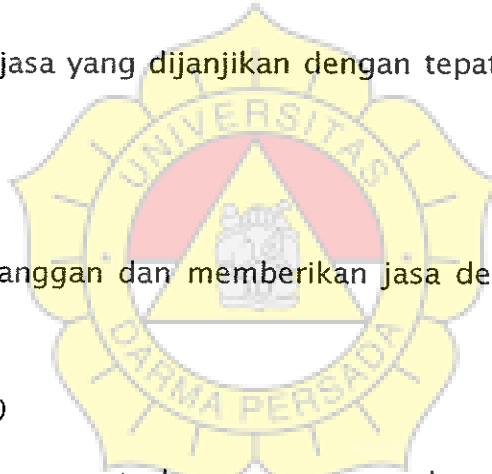 jasa yang dijanjikan dengan tepat
UNIVERSITAS
anggan dan memberikan jasa de
DARMA PERSADA
)